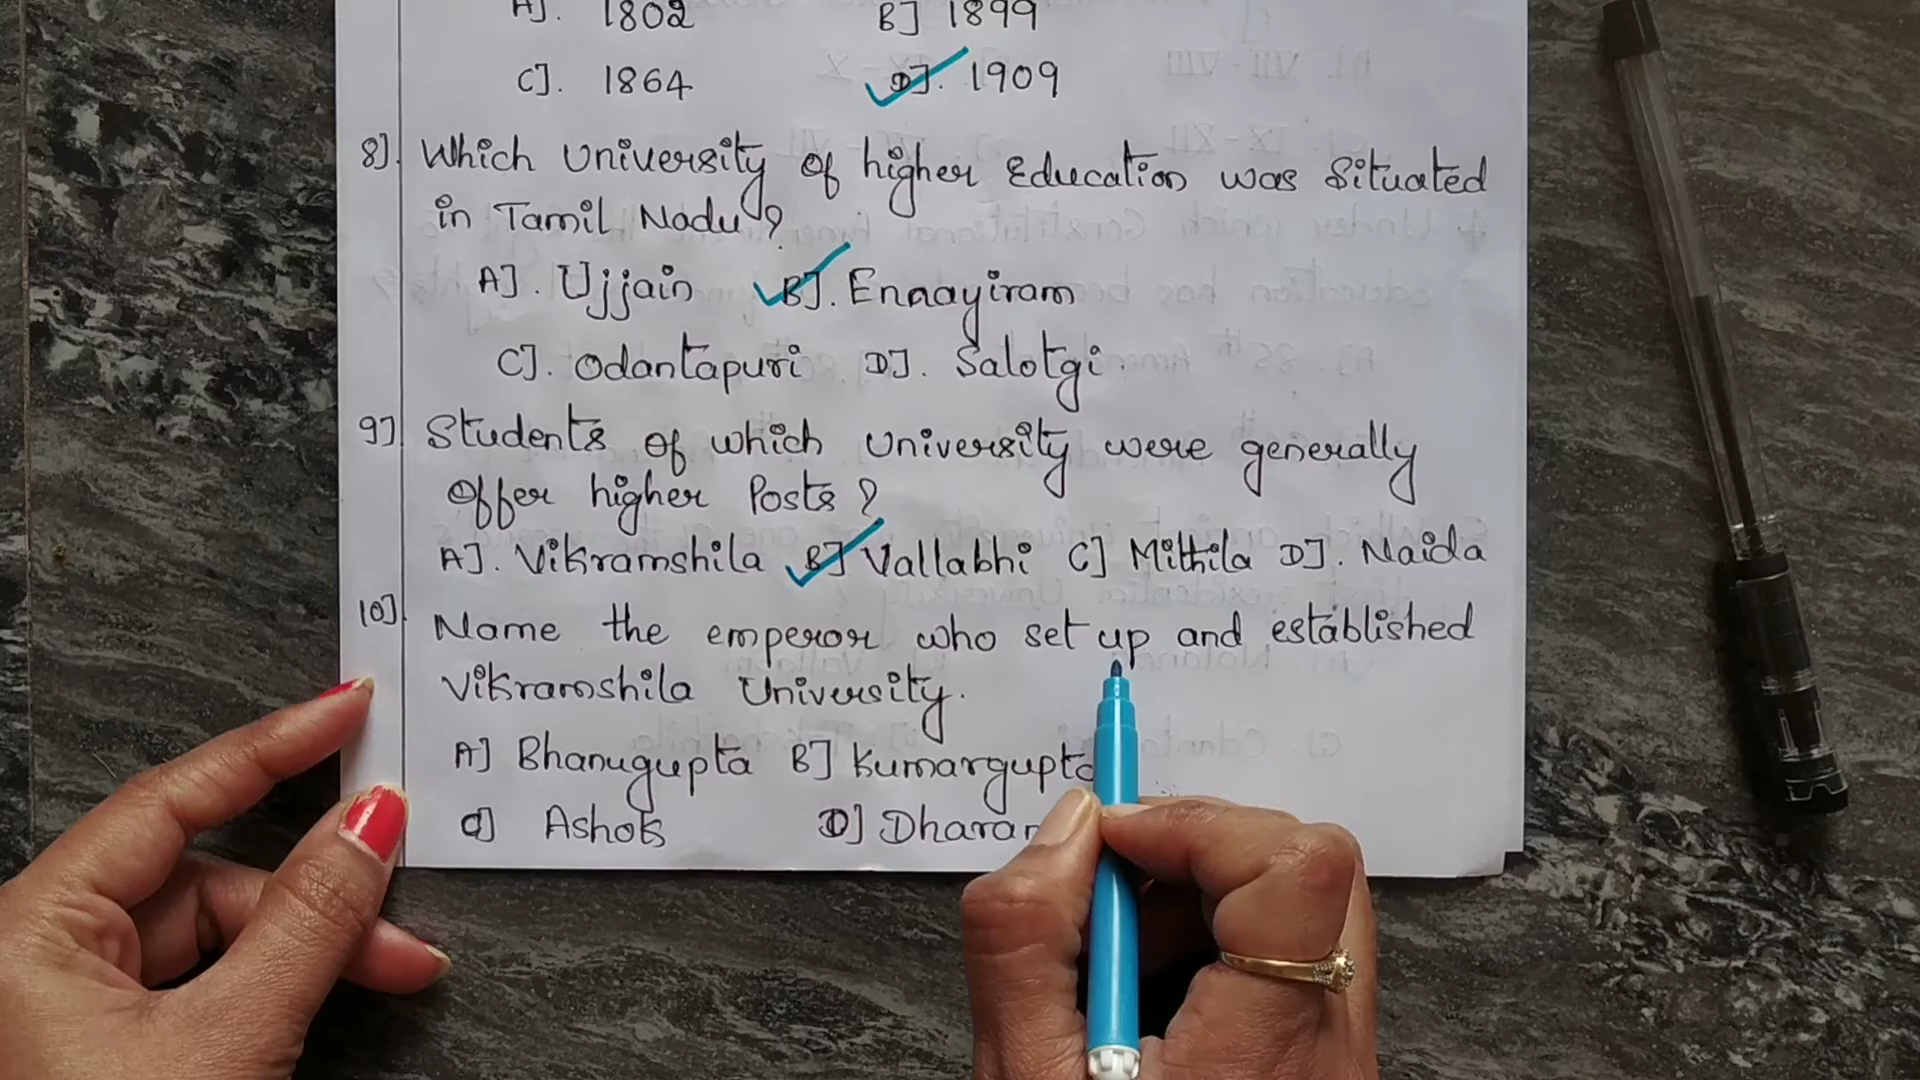 A]. 1802 B] 1899
C]. 1864 D]. 1909
8]. Which University of higher Education was situated
in Tamil Nadu?
A]. Ujjain B]. Ennayiram
C]. Odantapuri D]. Salotgi.
9] Students of which University were generally
offer higher Posts?
A]. Vikramshila B] Vallabhi C] Mithila D]. Naida
10]. Name the emperor who set up and established
Vikramshila University.
A] Bhanugupta B] Kumargupta
C] Ashok D]